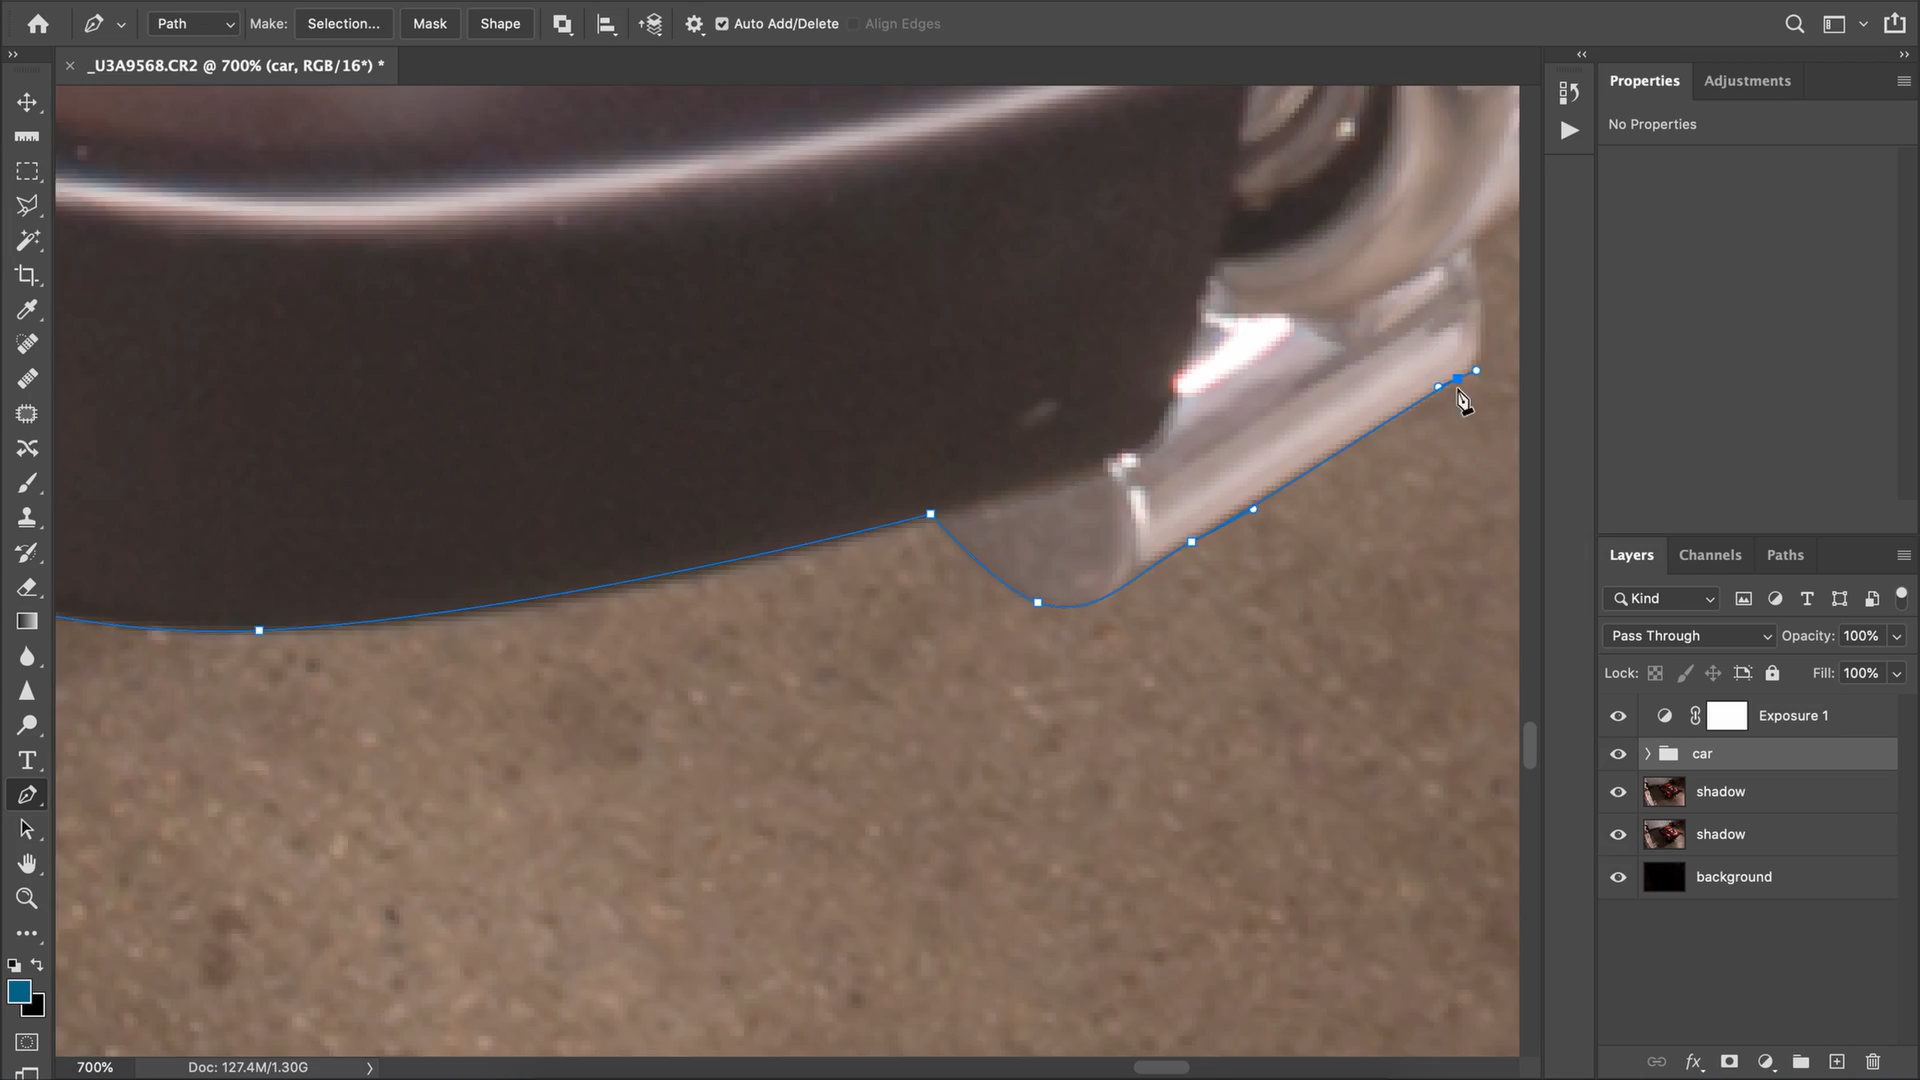 Path Make: Selection... Mask Shape Auto Add/Delete Align Edges
_U3A9568.CR2 @ 700% (car, RGB/16*) *
Properties Adjustments
No Properties
Layers Channels Paths
Kind
Pass Through Opacity: 100%
Lock: Fill: 100%
Exposure 1
car
shadow
shadow
background
700% Doc: 127.4M/1.30G